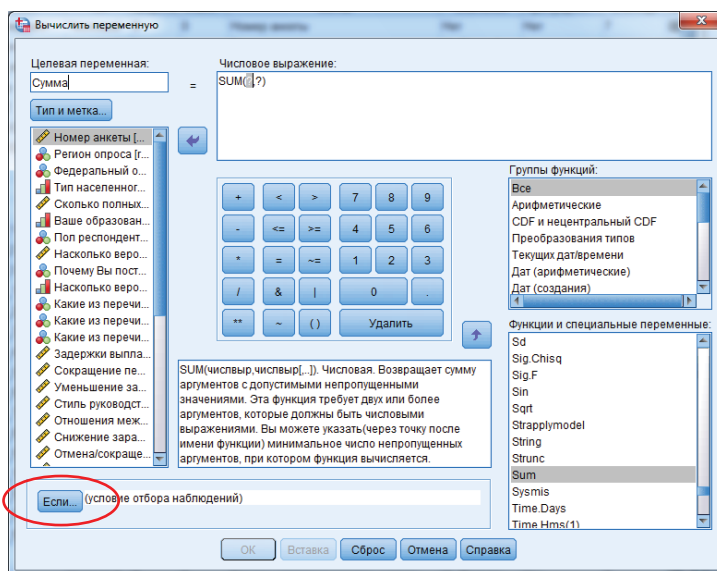 Вычислить переменную
Целевая переменная:
Сумма
=
Числовое выражение:
SUM(?,?)
Тип и метка...
Номер анкеты [...
Регион опроса [r...
Федеральный о...
Тип населенног...
Сколько полных...
Ваше образован...
Пол респондент...
Насколько веро...
Почему Вы пост...
Насколько веро...
Какие из перечи...
Какие из перечи...
Какие из перечи...
Задержки выпла...
Сокращение пе...
Уменьшение за...
Стиль руководст...
Отношения меж...
Снижение зара...
Отмена/сокраще...
+ < > 7 8 9
- <= >= 4 5 6
* = ~= 1 2 3
/ & | 0 .
** ~ ( ) Удалить
Группы функций:
Все
Арифметические
CDF и нецентральный CDF
Преобразования типов
Текущих дат/времени
Дат (арифметические)
Дат (создания)
Функции и специальные переменные:
Sd
Sig.Chisq
Sig.F
Sin
Sqrt
Strapplymodel
String
Strunc
Sum
Sysmis
Time.Days
Time.Hms(1)
SUM(числвыр,числвыр[,..]). Числовая. Возвращает сумму
аргументов с допустимыми непропущенными
значениями. Эта функция требует двух или более
аргументов, которые должны быть числовыми
выражениями. Вы можете указать(через точку после
имени функции) минимальное число непропущенных
аргументов, при котором функция вычисляется.
Если... (условие отбора наблюдений)
OK Вставка Сброс Отмена Справка